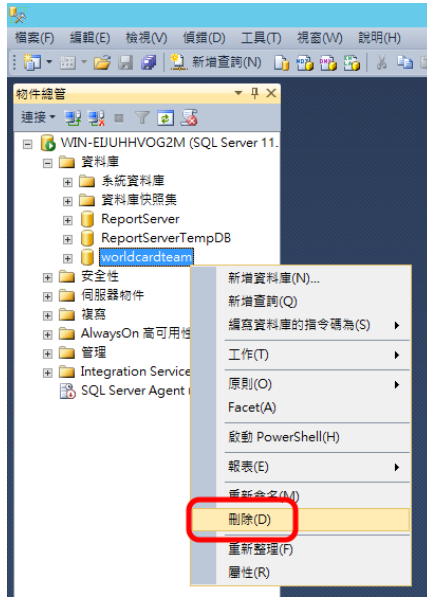 檔案(F) 編輯(E) 檢視(V) 偵錯(D) 工具(T) 視窗(W) 說明(H)
新增查詢(N)
物件總管
連接
WIN-EIJUHHVOG2M (SQL Server 11.
資料庫
系統資料庫
資料庫快照集
ReportServer
ReportServerTempDB
worldcardteam
安全性
伺服器物件
複寫
AlwaysOn 高可用性
管理
Integration Service
SQL Server Agent
新增資料庫(N)...
新增查詢(Q)
編寫資料庫的指令碼為(S)
工作(T)
原則(O)
Facet(A)
啟動 PowerShell(H)
報表(E)
重新命名(M)
刪除(D)
重新整理(F)
屬性(R)